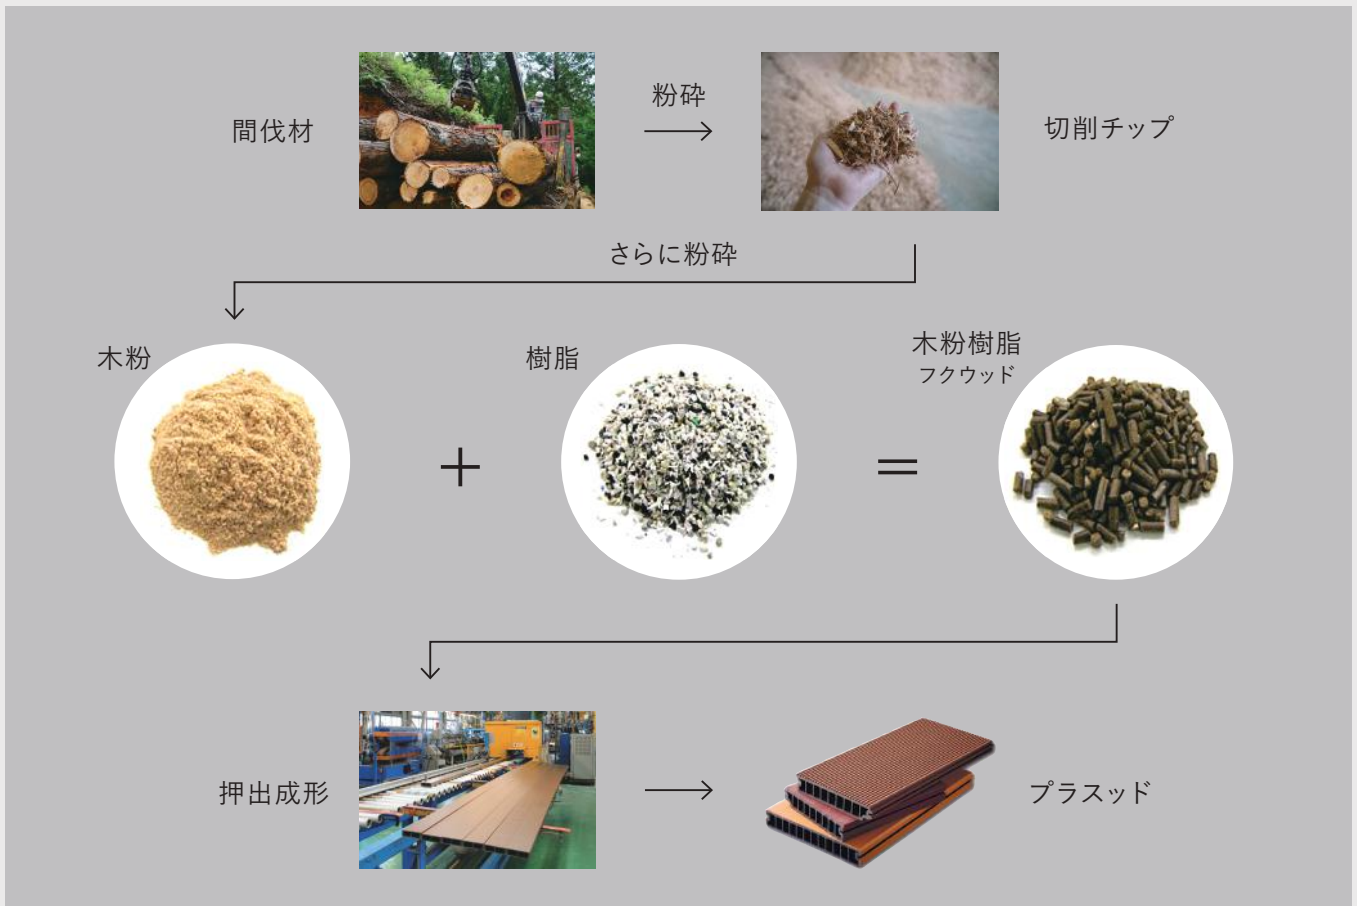 間伐材
粉砕
切削チップ
さらに粉砕
木粉
樹脂
木粉樹脂
フクウッド
+
=
押出成形
プラスッド